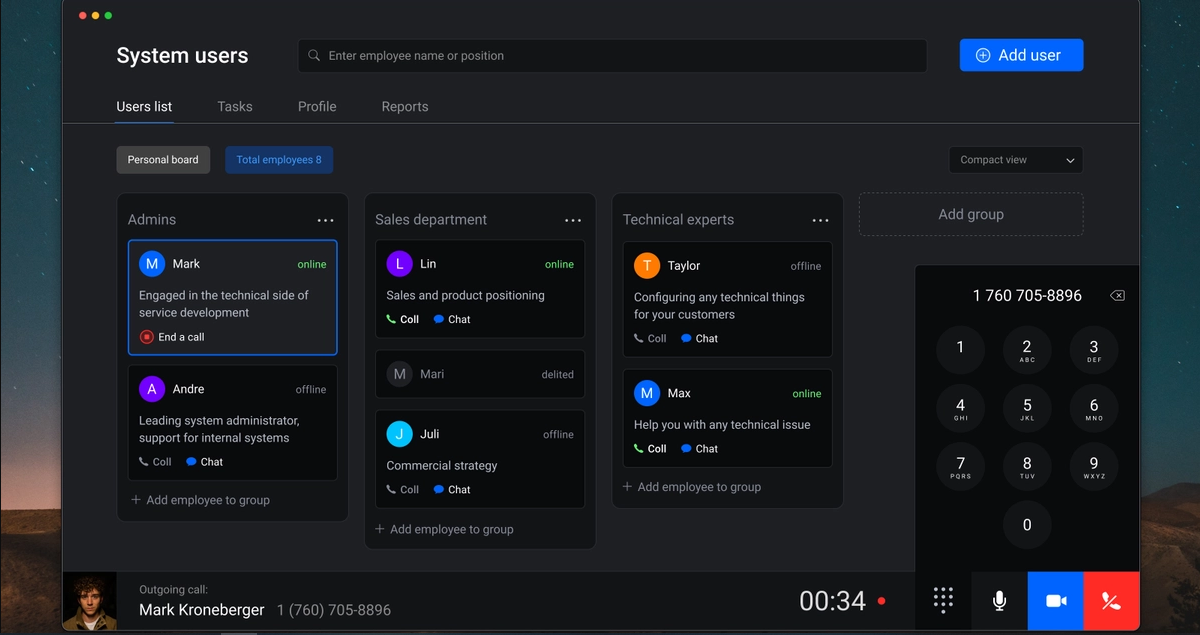 System users
Enter employee name or position
Add user
Users list
Tasks
Profile
Reports
Personal board
Total employees 8
Compact view
Admins
M Mark online
Engaged in the technical side of
service development
End a call
A Andre offline
Leading system administrator,
support for internal systems
Coll Chat
+ Add employee to group
Sales department
L Lin online
Sales and product positioning
Coll Chat
M Mari delited
J Juli offline
Commercial strategy
Coll Chat
+ Add employee to group
Technical experts
T Taylor offline
Configuring any technical things
for your customers
Coll Chat
M Max online
Help you with any technical issue
Coll Chat
+ Add employee to group
Add group
1 760 705-8896
1 2 3
ABC DEF
4 5 6
GHI JKL MNO
7 8 9
PQRS TUV WXYZ
0
Outgoing call:
Mark Kroneberger 1 (760) 705-8896
00:34